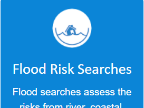 Flood Risk Searches
Flood searches assess the
risks from river, coastal